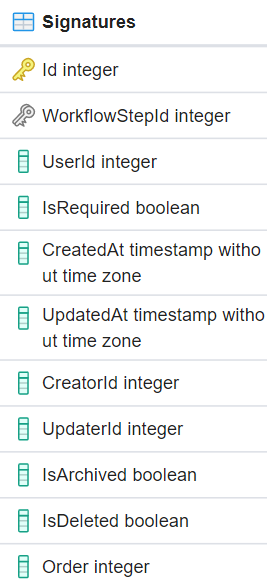 Signatures
Id integer
WorkflowStepId integer
UserId integer
IsRequired boolean
CreatedAt timestamp witho
ut time zone
UpdatedAt timestamp witho
ut time zone
CreatorId integer
UpdaterId integer
IsArchived boolean
IsDeleted boolean
Order integer